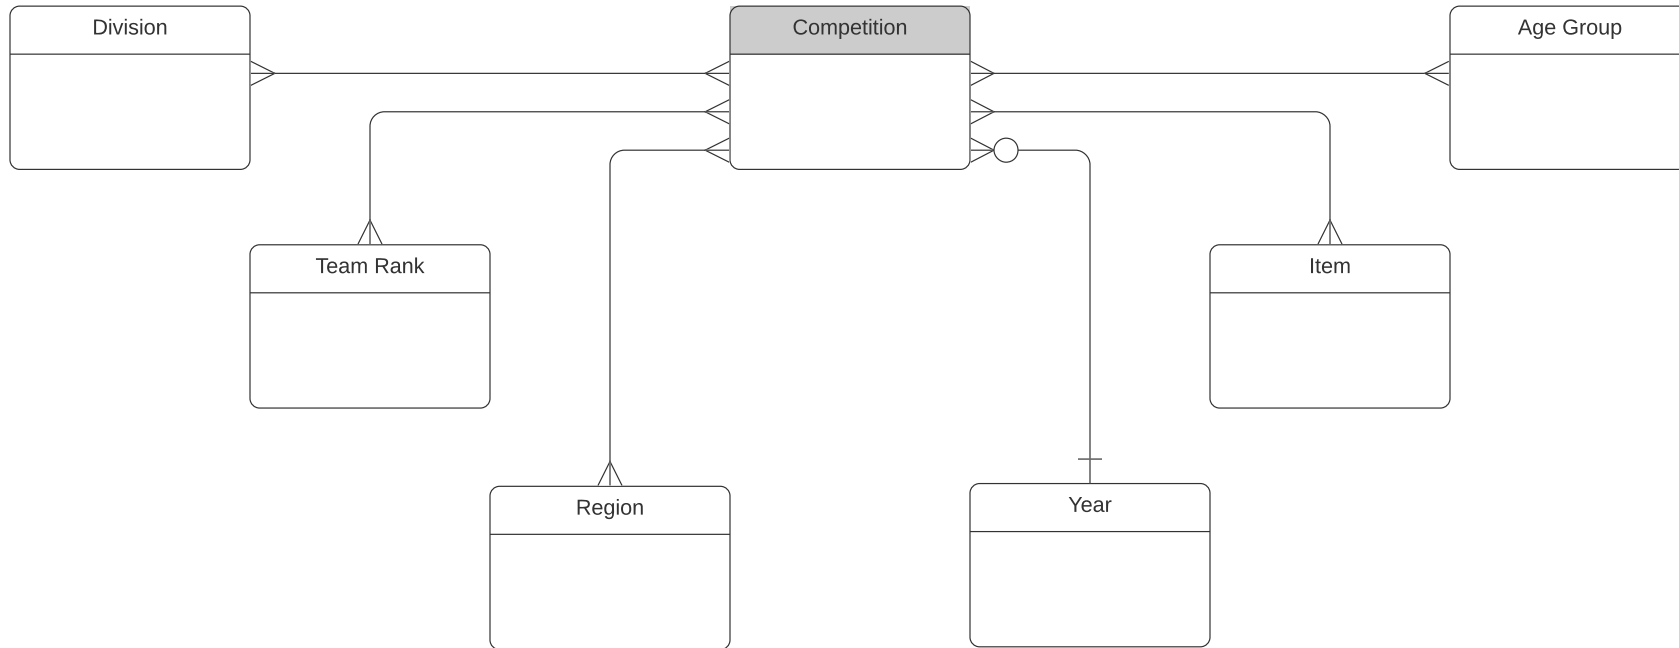 Division
Competition
Age Group
Team Rank
Item
Region
Year